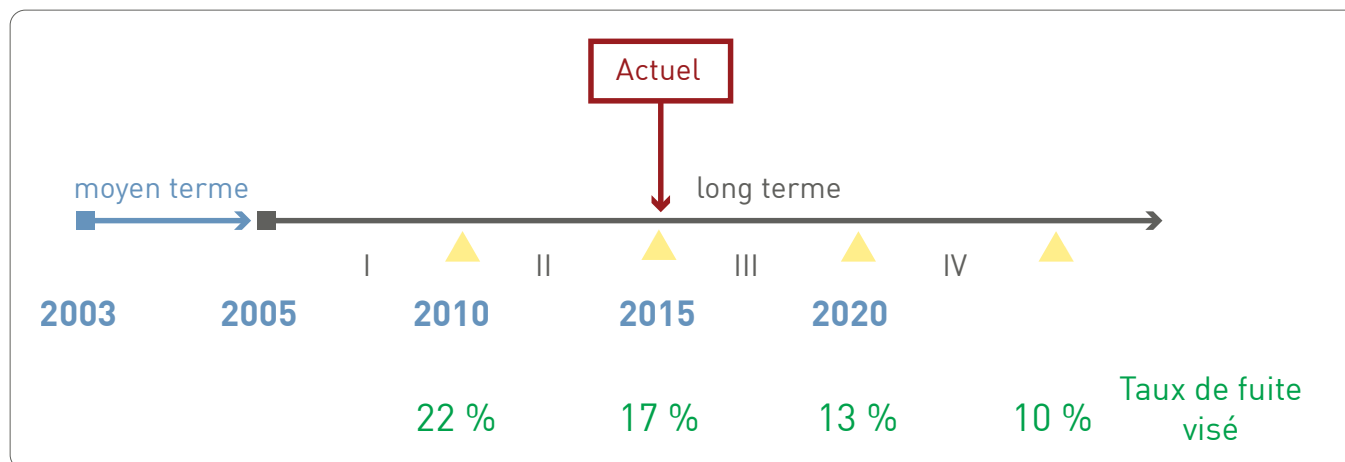 Actuel
moyen terme
long terme
I II III IV
2003 2005 2010 2015 2020
22 % 17 % 13 % 10 % Taux de fuite
visé